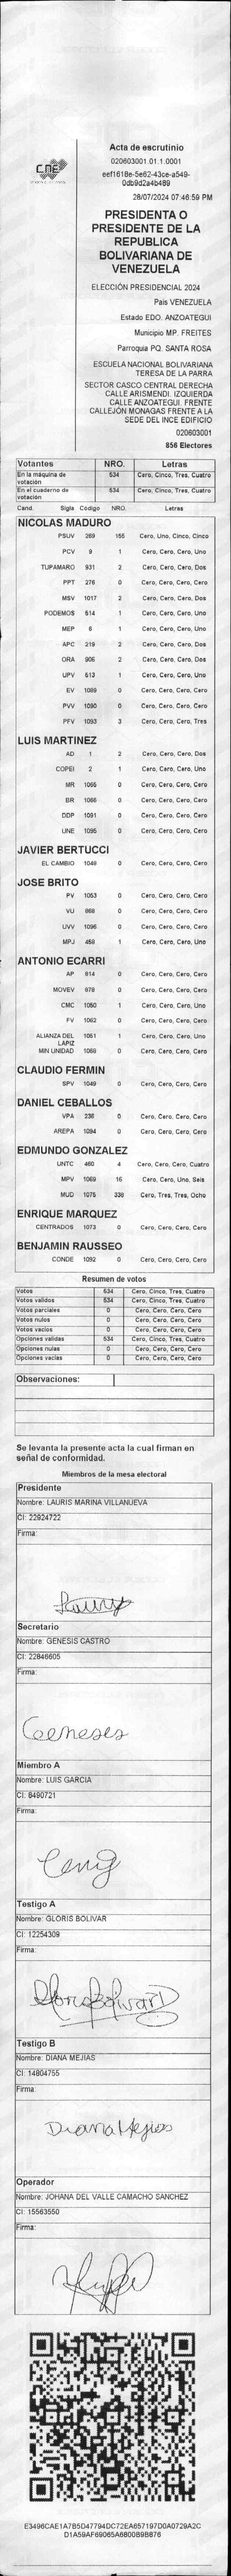 CNE
Acta de escrutinio
020603001.01.1.0001
eef1618e-5e62-43ce-a549-
0db9d2a4b489
28/07/2024 07:46:59 PM
PRESIDENTA O
PRESIDENTE DE LA
REPUBLICA
BOLIVARIANA DE
VENEZUELA
ELECCIÓN PRESIDENCIAL 2024
Pais VENEZUELA
Estado EDO. ANZOATEGUI
Municipio MP. FREITES
Parroquia PQ. SANTA ROSA
ESCUELA NACIONAL BOLIVARIANA
TERESA DE LA PARRA
SECTOR CASCO CENTRAL DERECHA
CALLE ARISMENDI. IZQUIERDA
CALLE ANZOATEGUI. FRENTE
CALLEJÓN MONAGAS FRENTE A LA
SEDE DEL INCE EDIFICIO
020603001
856 Electores
Votantes NRO. Letras
En la máquina de votación 534 Cero, Cinco, Tres, Cuatro
En el cuaderno de votación 534 Cero, Cinco, Tres, Cuatro
Cand. Sigla Codigo NRO. Letras
NICOLAS MADURO
PSUV 269 155 Cero, Uno, Cinco, Cinco
PCV 9 1 Cero, Cero, Cero, Uno
TUPAMARO 931 2 Cero, Cero, Cero, Dos
PPT 276 0 Cero, Cero, Cero, Cero
MSV 1017 2 Cero, Cero, Cero, Dos
PODEMOS 514 1 Cero, Cero, Cero, Uno
MEP 8 1 Cero, Cero, Cero, Uno
APC 219 2 Cero, Cero, Cero, Dos
ORA 906 2 Cero, Cero, Cero, Dos
UPV 513 1 Cero, Cero, Cero, Uno
EV 1089 0 Cero, Cero, Cero, Cero
PVV 1090 0 Cero, Cero, Cero, Cero
PFV 1093 3 Cero, Cero, Cero, Tres
LUIS MARTINEZ
AD 1 2 Cero, Cero, Cero, Dos
COPEI 2 1 Cero, Cero, Cero, Uno
MR 1065 0 Cero, Cero, Cero, Cero
BR 1066 0 Cero, Cero, Cero, Cero
DDP 1091 0 Cero, Cero, Cero, Cero
UNE 1095 0 Cero, Cero, Cero, Cero
JAVIER BERTUCCI
EL CAMBIO 1048 0 Cero, Cero, Cero, Cero
JOSE BRITO
PV 1053 0 Cero, Cero, Cero, Cero
VU 868 0 Cero, Cero, Cero, Cero
UVV 1096 0 Cero, Cero, Cero, Cero
MPJ 458 1 Cero, Cero, Cero, Uno
ANTONIO ECARRI
AP 814 0 Cero, Cero, Cero, Cero
MOVEV 878 0 Cero, Cero, Cero, Cero
CMC 1050 1 Cero, Cero, Cero, Uno
FV 1062 0 Cero, Cero, Cero, Cero
ALIANZA DEL LAPIZ 1051 1 Cero, Cero, Cero, Uno
MIN UNIDAD 1058 0 Cero, Cero, Cero, Cero
CLAUDIO FERMIN
SPV 1049 0 Cero, Cero, Cero, Cero
DANIEL CEBALLOS
VPA 238 0 Cero, Cero, Cero, Cero
AREPA 1094 0 Cero, Cero, Cero, Cero
EDMUNDO GONZALEZ
UNTC 460 4 Cero, Cero, Cero, Cuatro
MPV 1069 16 Cero, Cero, Uno, Seis
MUD 1075 338 Cero, Tres, Tres, Ocho
ENRIQUE MARQUEZ
CENTRADOS 1073 0 Cero, Cero, Cero, Cero
BENJAMIN RAUSSEO
CONDE 1092 0 Cero, Cero, Cero, Cero
Resumen de votos
Votos 534 Cero, Cinco, Tres, Cuatro
Votos validos 534 Cero, Cinco, Tres, Cuatro
Votos parciales 0 Cero, Cero, Cero, Cero
Votos nulos 0 Cero, Cero, Cero, Cero
Votos vacios 0 Cero, Cero, Cero, Cero
Opciones validas 534 Cero, Cinco, Tres, Cuatro
Opciones nulas 0 Cero, Cero, Cero, Cero
Opciones vacias 0 Cero, Cero, Cero, Cero
Observaciones:
Se levanta la presente acta la cual firman en
señal de conformidad.
Miembros de la mesa electoral
Presidente
Nombre: LAURIS MARINA VILLANUEVA
CI: 22924722
Firma:
Secretario
Nombre: GENESIS CASTRO
CI: 22846605
Firma:
Geneses
Miembro A
Nombre: LUIS GARCIA
CI: 8490721
Firma:
Testigo A
Nombre: GLORIS BOLIVAR
CI: 12254309
Firma:
Testigo B
Nombre: DIANA MEJIAS
CI: 14804755
Firma:
Diana Mejias
Operador
Nombre: JOHANA DEL VALLE CAMACHO SANCHEZ
CI: 15563550
Firma:
E3496CAE1A7B5D47794DC72EA657197D0A0729A2C
D1A59AF69065A6800B9B876